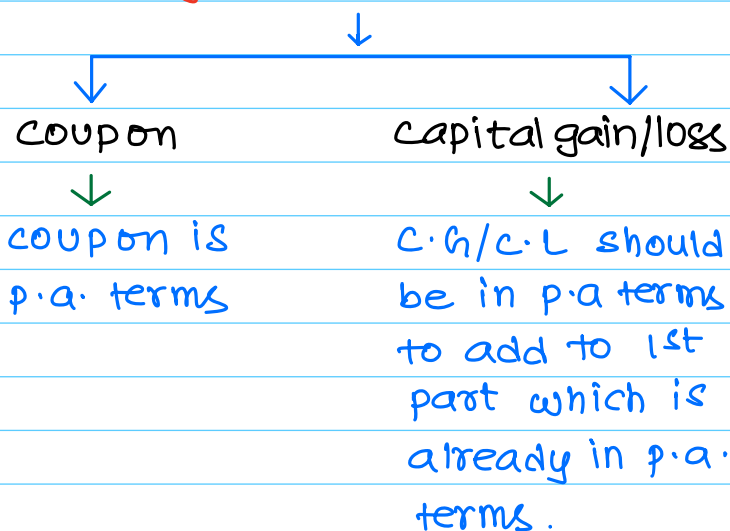 coupon
capital gain/loss
coupon is
p.a. terms
C.G/C.L should
be in p.a terms
to add to 1st
part which is
already in p.a.
terms.